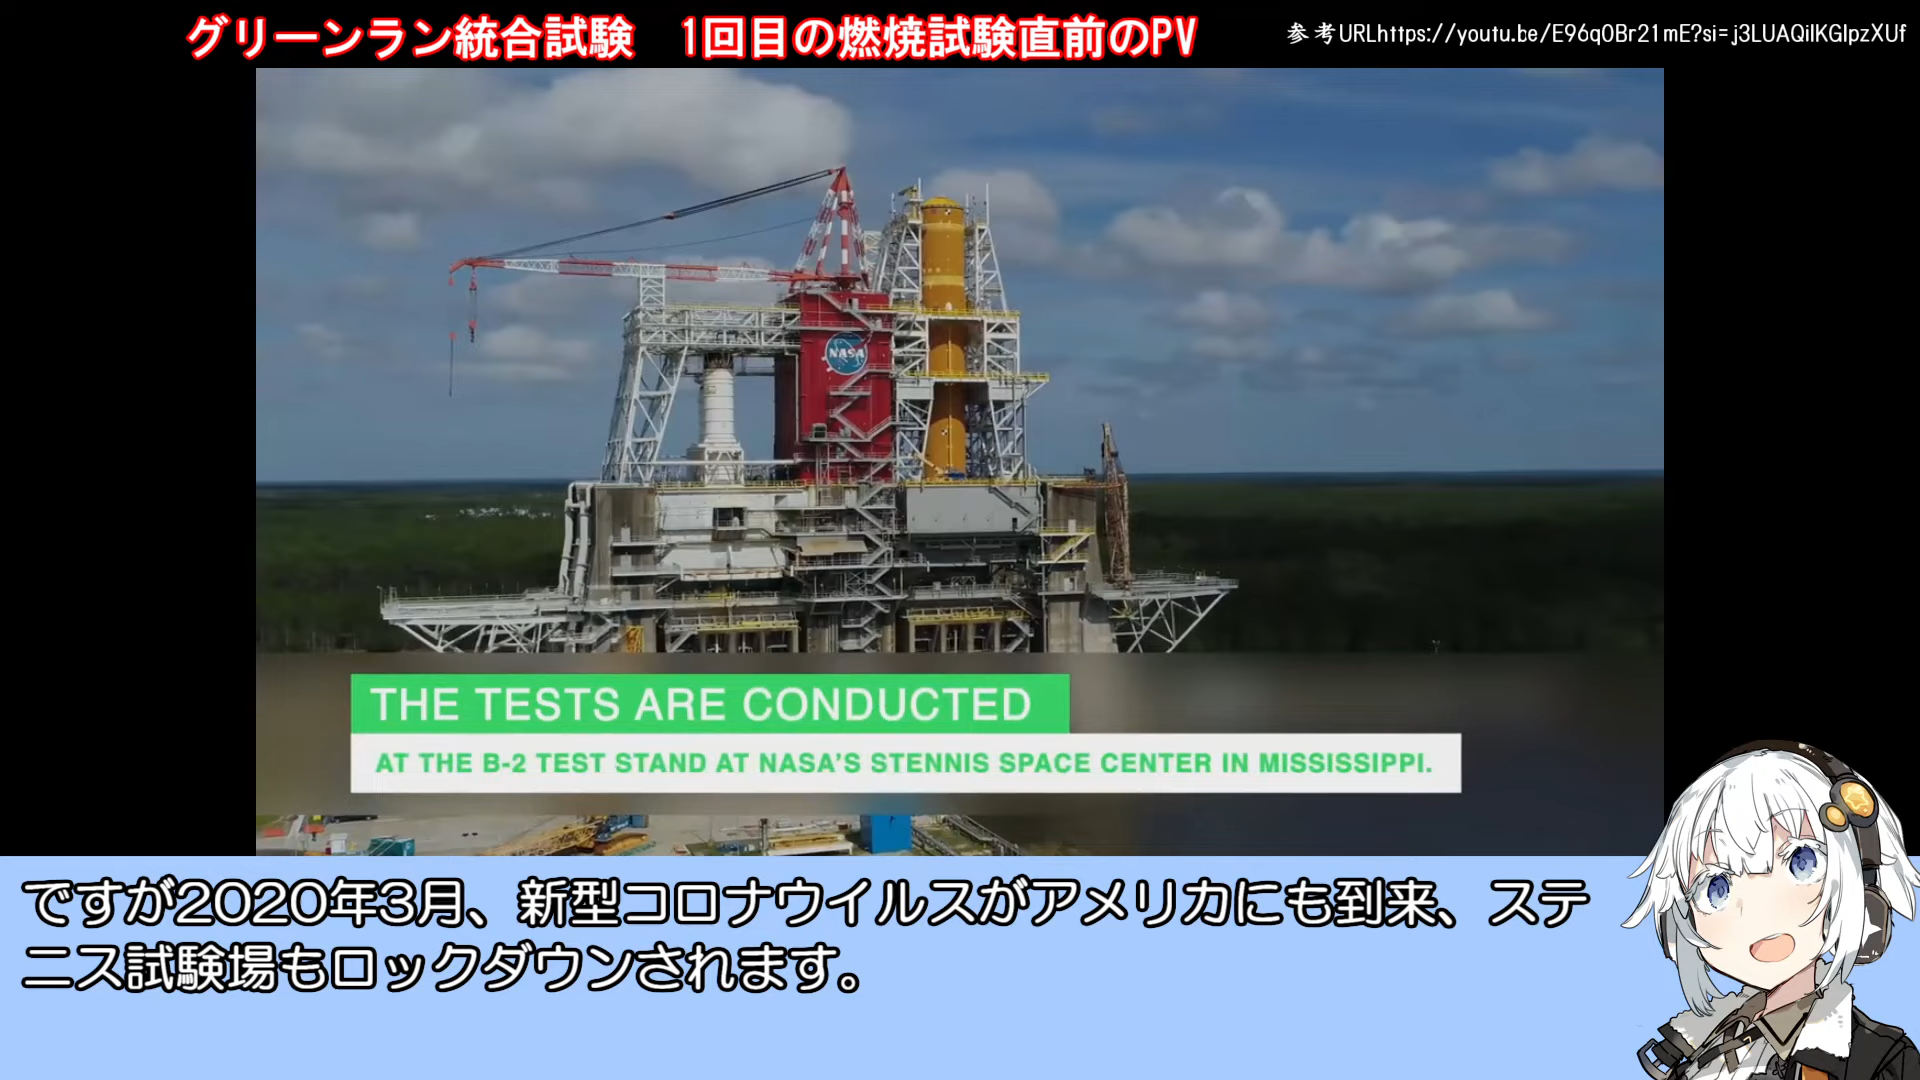 グリーンラン統合試験　1回目の燃焼試験直前のPV
参考URLhttps://youtu.be/E96q0Br21mE?si=j3LUAQilKGlpzXUf
NASA
THE TESTS ARE CONDUCTED
AT THE B-2 TEST STAND AT NASA'S STENNIS SPACE CENTER IN MISSISSIPPI.
ですが2020年3月、新型コロナウイルスがアメリカにも到来、ステ
ニス試験場もロックダウンされます。